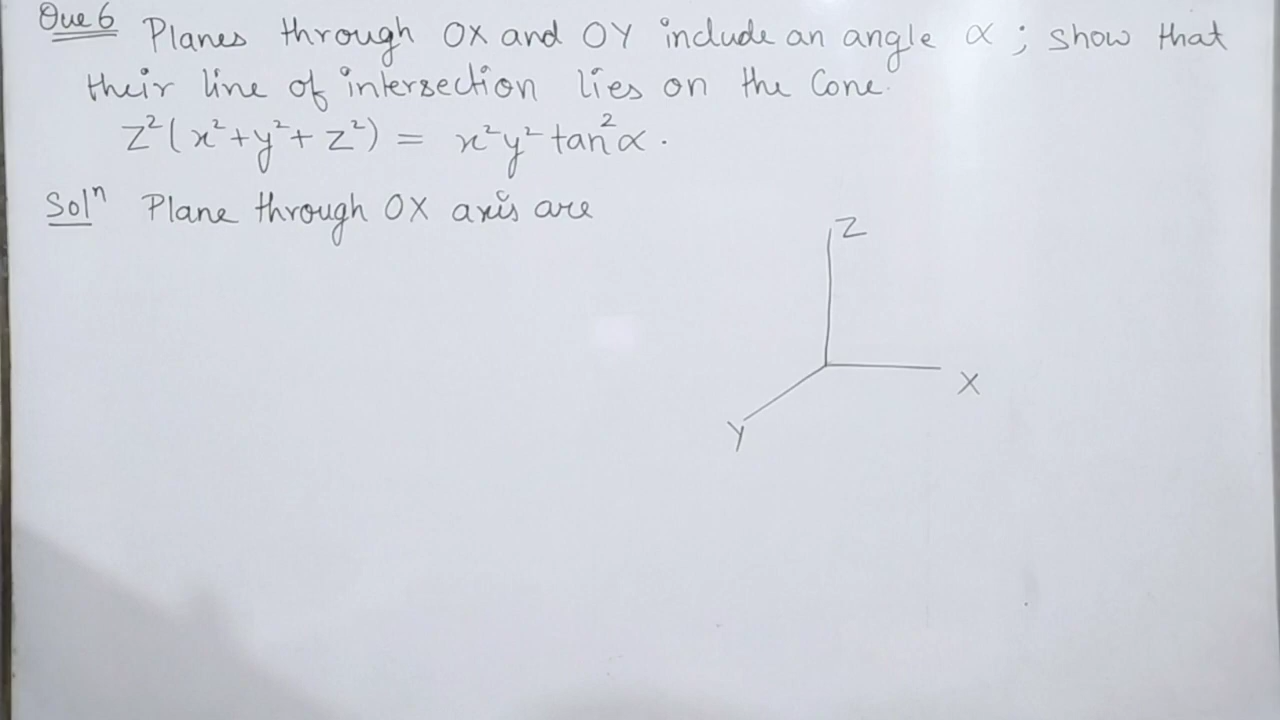 Que 6 Planes through OX and OY include an angle α ; show that
their line of intersection lies on the Cone.
Z²(x²+y²+z²) = x²y² tan²α.
Solⁿ Plane through OX axis are
Z
X
Y